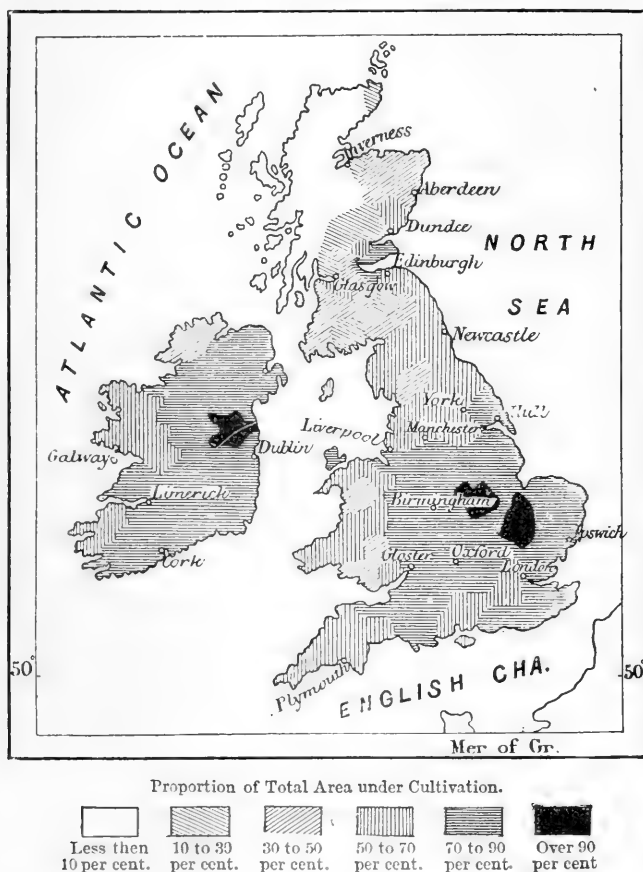 ATLANTIC OCEAN
Inverness
Aberdeen
Dundee
NORTH
SEA
Edinburgh
Glasgow
Newcastle
York
Hull
Manchester
Liverpool
Dublin
Galway
Limerick
Cork
Birmingham
Ipswich
Gloster
Oxford
London
Plymouth
50°
50°
ENGLISH CHA.
Mer of Gr.
Proportion of Total Area under Cultivation.
Less then 10 to 39 30 to 50 50 to 70 70 to 90 Over 90
10 per cent. per cent. per cent. per cent. per cent. per cent